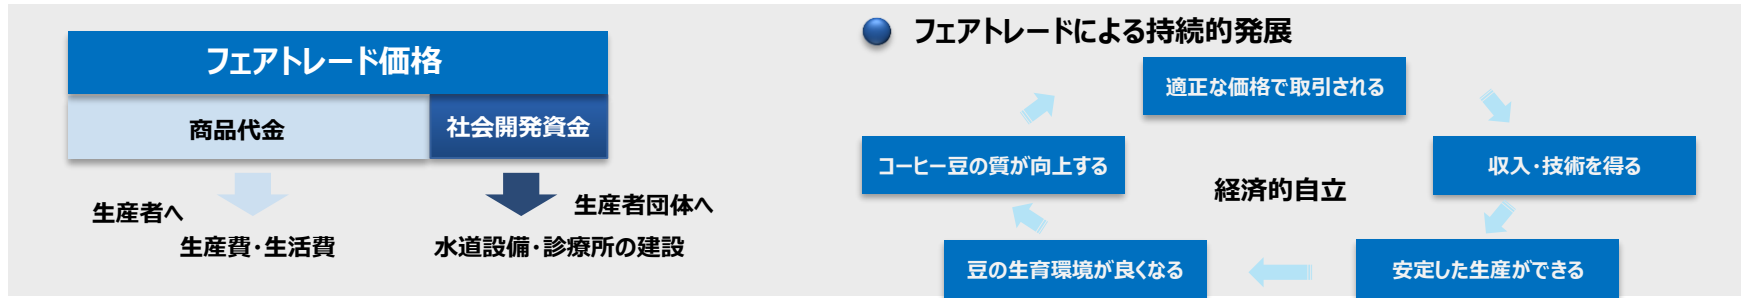 フェアトレード価格
商品代金
社会開発資金
生産者へ
生産費・生活費
生産者団体へ
水道設備・診療所の建設
フェアトレードによる持続的発展
適正な価格で取引される
収入・技術を得る
安定した生産ができる
豆の生育環境が良くなる
コーヒー豆の質が向上する
経済的自立